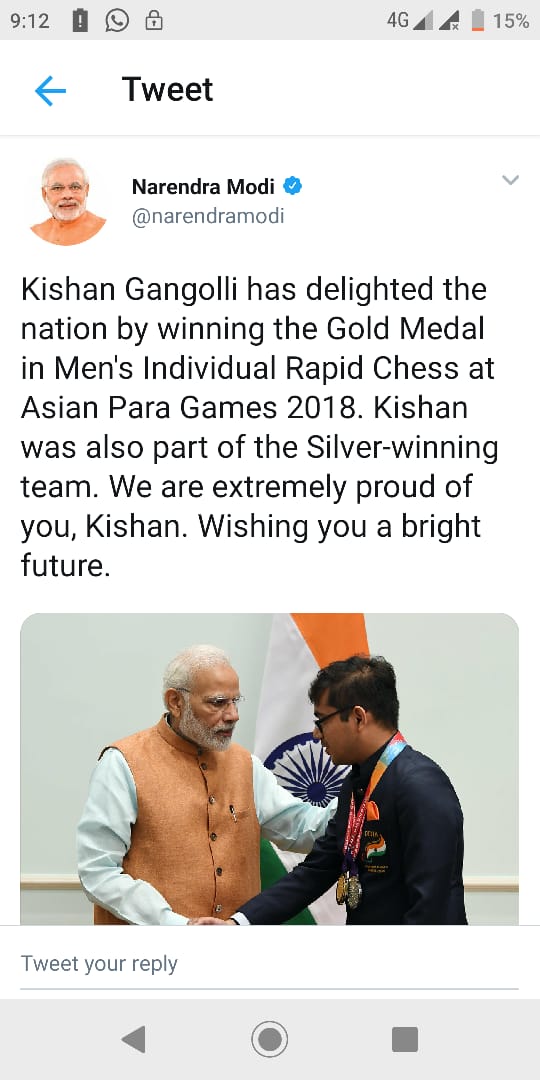 9:12
4G
15%
Tweet
Narendra Modi
@narendramodi
Kishan Gangolli has delighted the
nation by winning the Gold Medal
in Men's Individual Rapid Chess at
Asian Para Games 2018. Kishan
was also part of the Silver-winning
team. We are extremely proud of
you, Kishan. Wishing you a bright
future.
INDIA
Tweet your reply